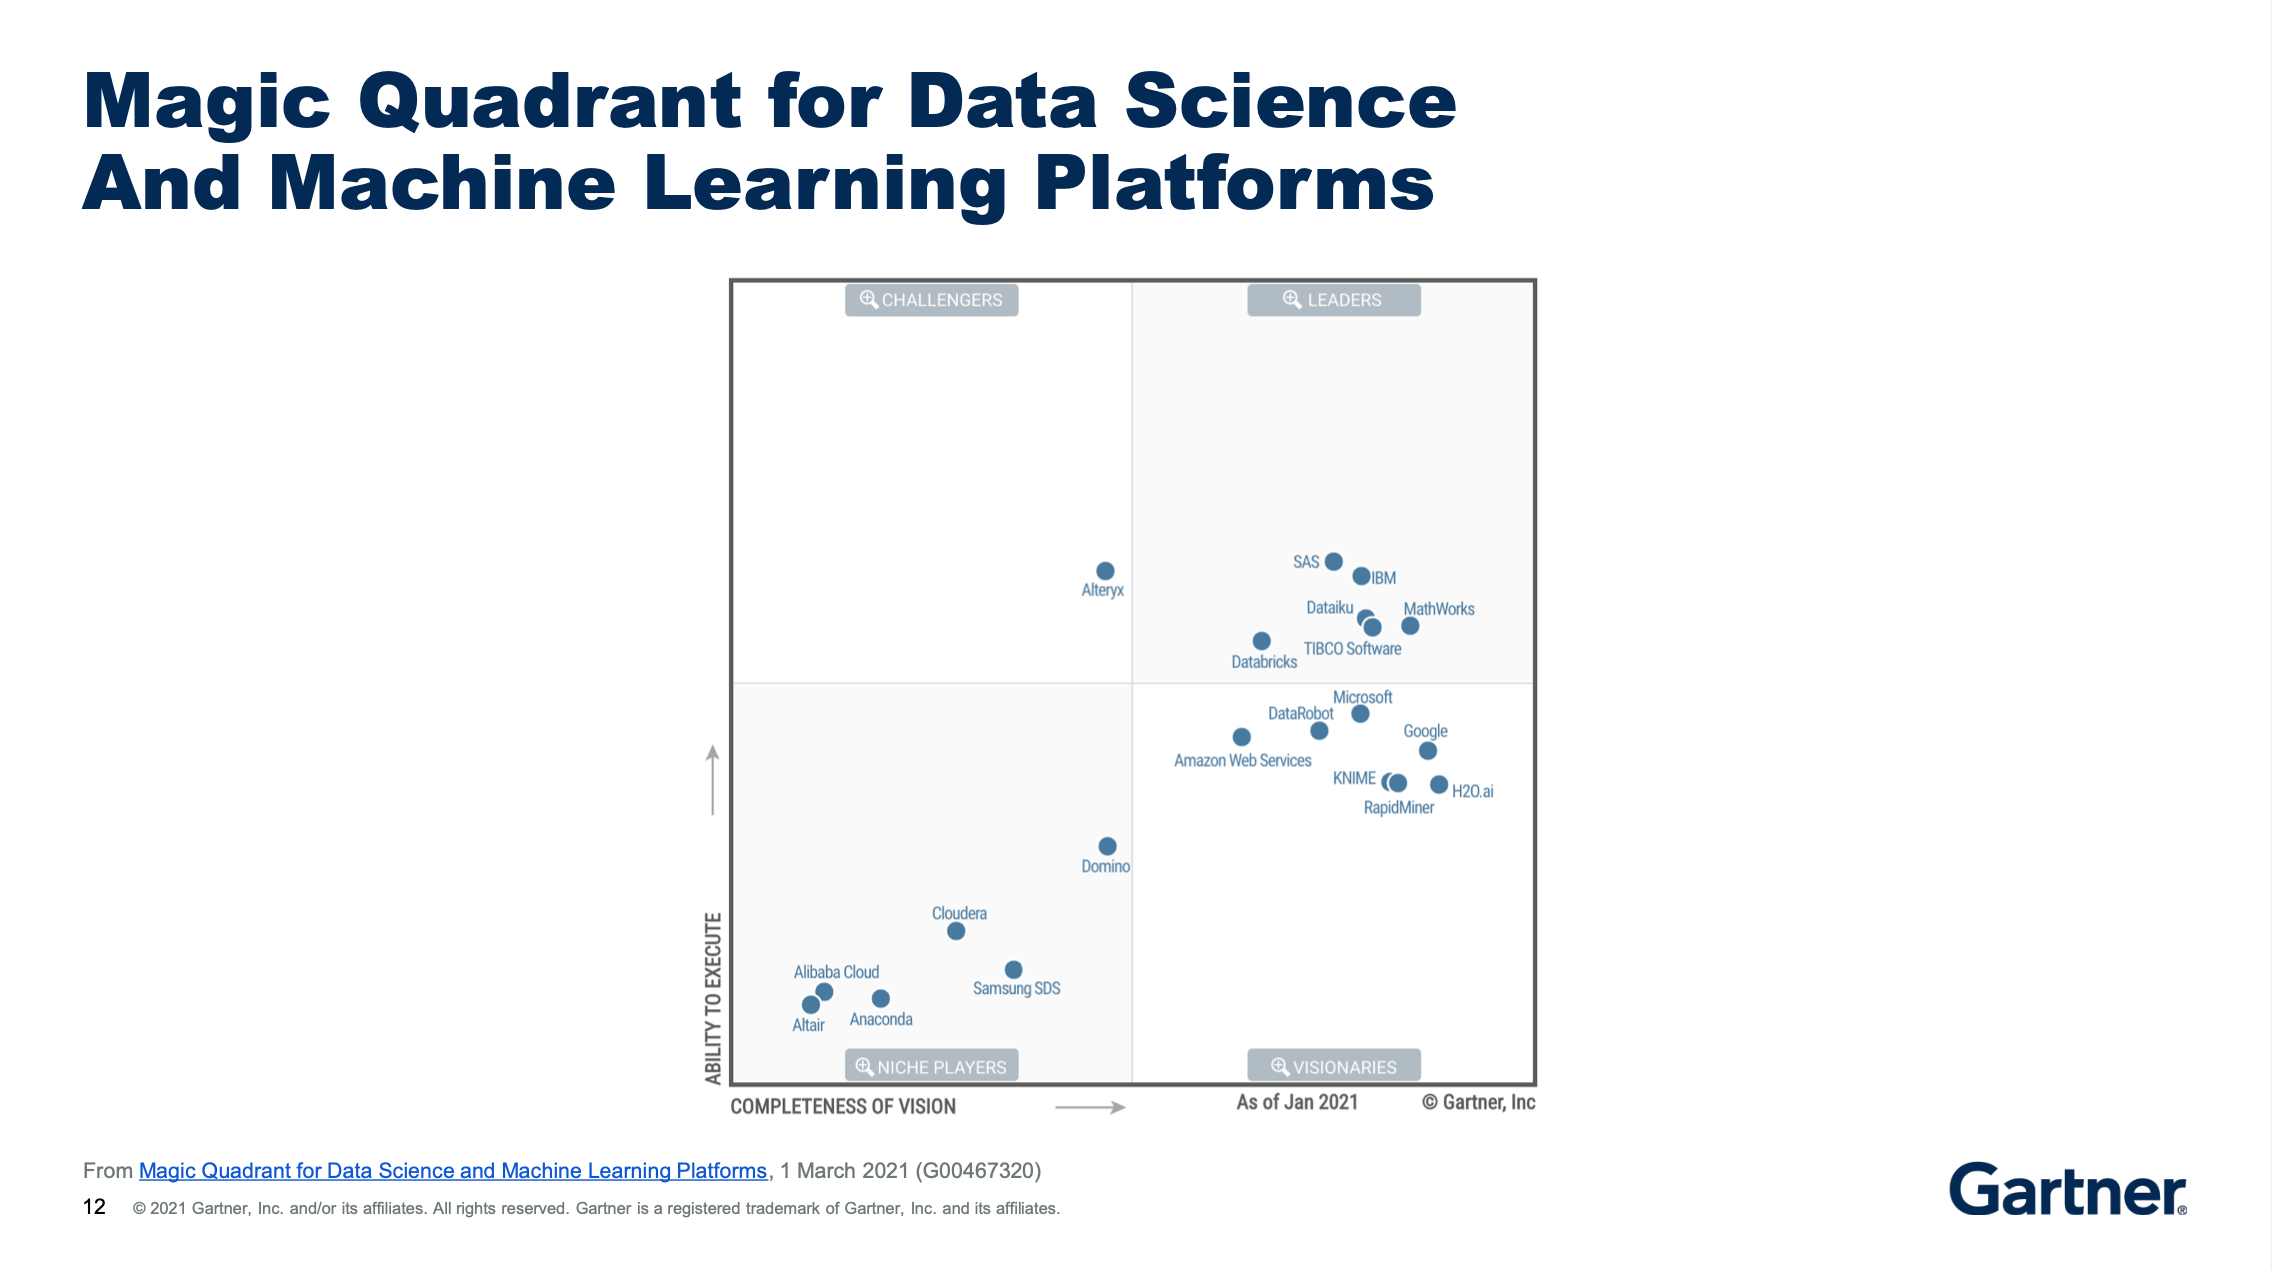 Magic Quadrant for Data Science
And Machine Learning Platforms
CHALLENGERS
LEADERS
SAS
IBM
Alteryx
Dataiku
MathWorks
TIBCO Software
Databricks
Microsoft
DataRobot
Google
Amazon Web Services
KNIME
H2O.ai
RapidMiner
Domino
Cloudera
Alibaba Cloud
Samsung SDS
Altair
Anaconda
NICHE PLAYERS
VISIONARIES
ABILITY TO EXECUTE
COMPLETENESS OF VISION
As of Jan 2021
© Gartner, Inc
From Magic Quadrant for Data Science and Machine Learning Platforms, 1 March 2021 (G00467320)
12 © 2021 Gartner, Inc. and/or its affiliates. All rights reserved. Gartner is a registered trademark of Gartner, Inc. and its affiliates.
Gartner®